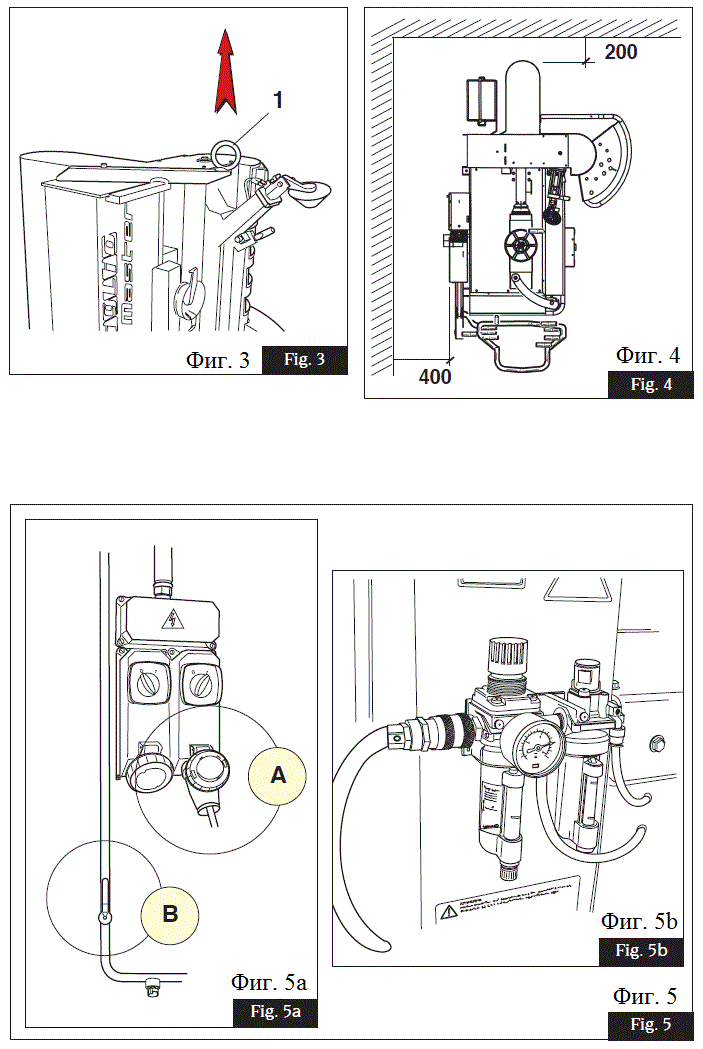 1
Фиг. 3
Fig. 3
200
400
Фиг. 4
Fig. 4
A
B
Фиг. 5a
Fig. 5a
Фиг. 5b
Fig. 5b
Фиг. 5
Fig. 5